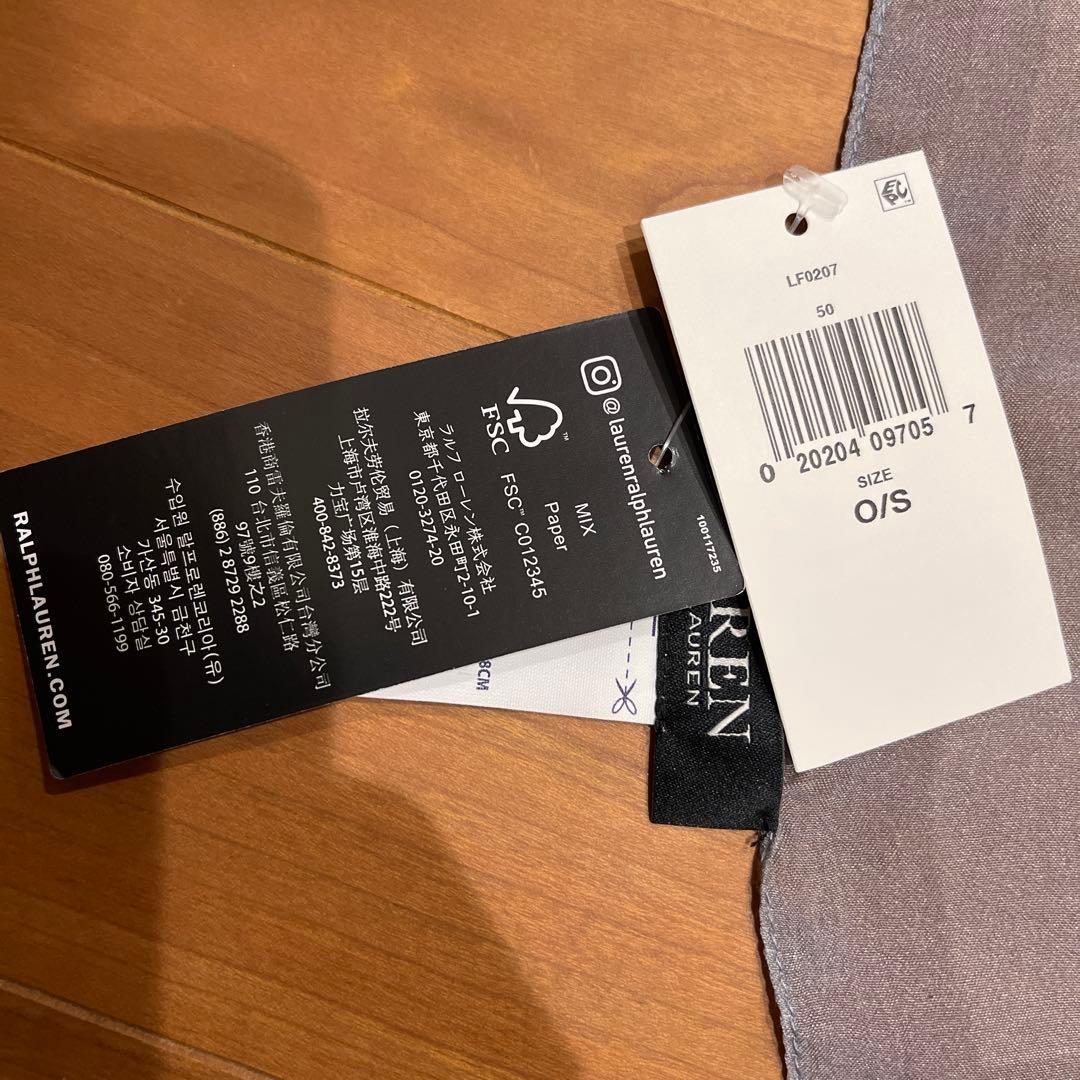 EPC
LF0207
50
0 20204 09705 7
SIZE
O/S
10011735
@laurenralphlauren
MIX
Paper
FSC™ C012345
FSC
ラルフ ローレン株式会社
東京都千代田区永田町2-10-1
0120-3274-20
拉尔夫劳伦贸易（上海）有限公司
上海市卢湾区淮海中路222号
力宝广场第15层
400-842-8373
香港商雷夫羅倫有限公司台灣分公司
110 台北市信義區松仁路
97號9樓之2
(886) 2 8729 2288
수입원 랄프로렌코리아(유)
서울특별시 금천구
가산동 345-30
소비자 상담실
080-566-1199
RALPHLAUREN.COM
REN
AUREN
8CM